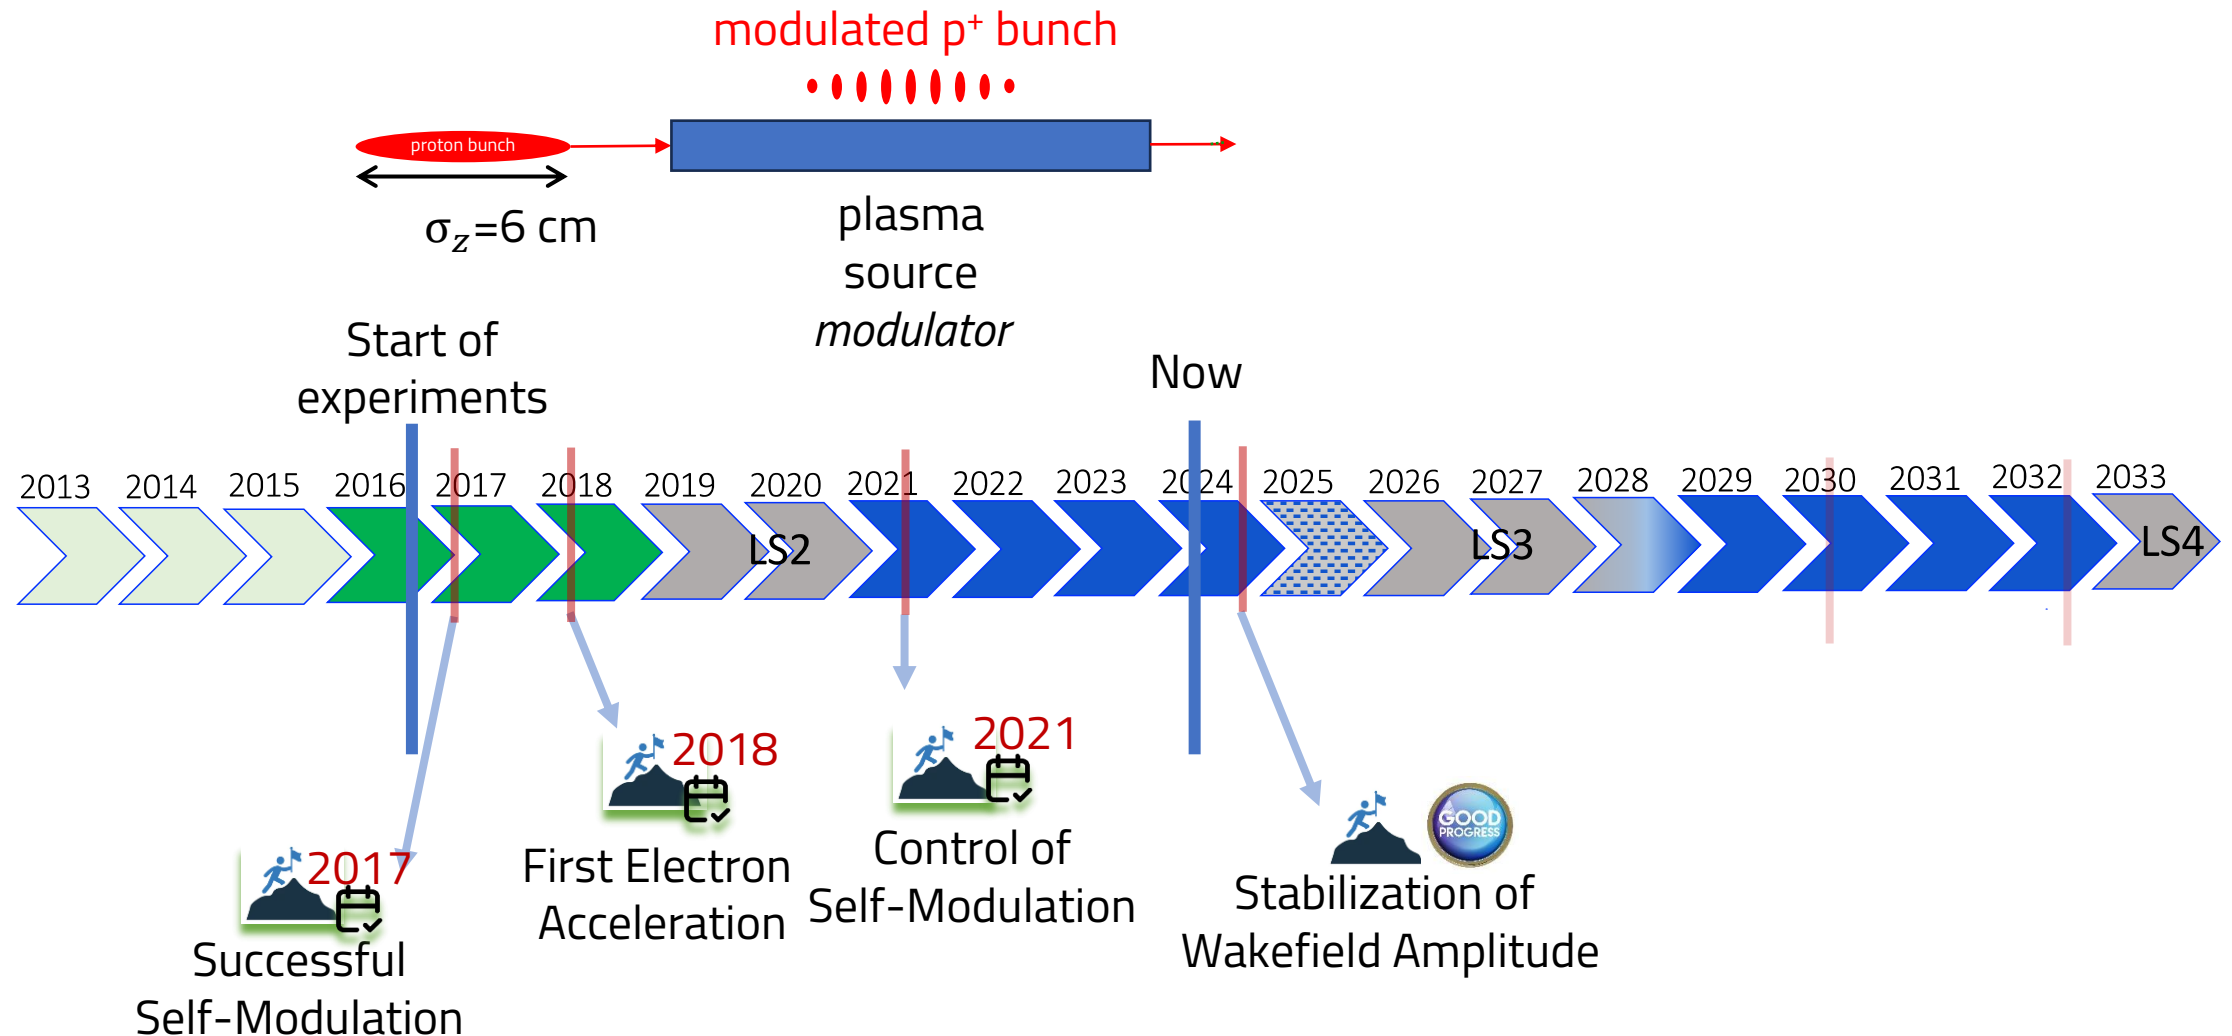 modulated p⁺ bunch
proton bunch
σ_z=6 cm
plasma
source
modulator
Start of
experiments
Now
2013 2014 2015 2016 2017 2018 2019 2020 2021 2022 2023 2024 2025 2026 2027 2028 2029 2030 2031 2032 2033
LS2 LS3 LS4
2017
Successful
Self-Modulation
2018
First Electron
Acceleration
2021
Control of
Self-Modulation
GOOD
PROGRESS
Stabilization of
Wakefield Amplitude